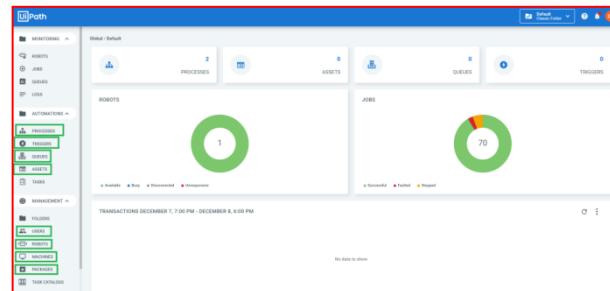 UiPath
Default
Classic Folder
MONITORING
Global / Default
ROBOTS
JOBS
QUEUES
LOGS
2
PROCESSES
0
ASSETS
0
QUEUES
0
TRIGGERS
AUTOMATIONS
PROCESSES
TRIGGERS
QUEUES
ASSETS
TASKS
ROBOTS
1
Available Busy Disconnected Unresponsive
JOBS
70
Successful Faulted Stopped
MANAGEMENT
FOLDERS
USERS
ROBOTS
MACHINES
PACKAGES
TASK CATALOGS
TRANSACTIONS DECEMBER 7, 7:00 PM - DECEMBER 8, 6:00 PM
No data to show